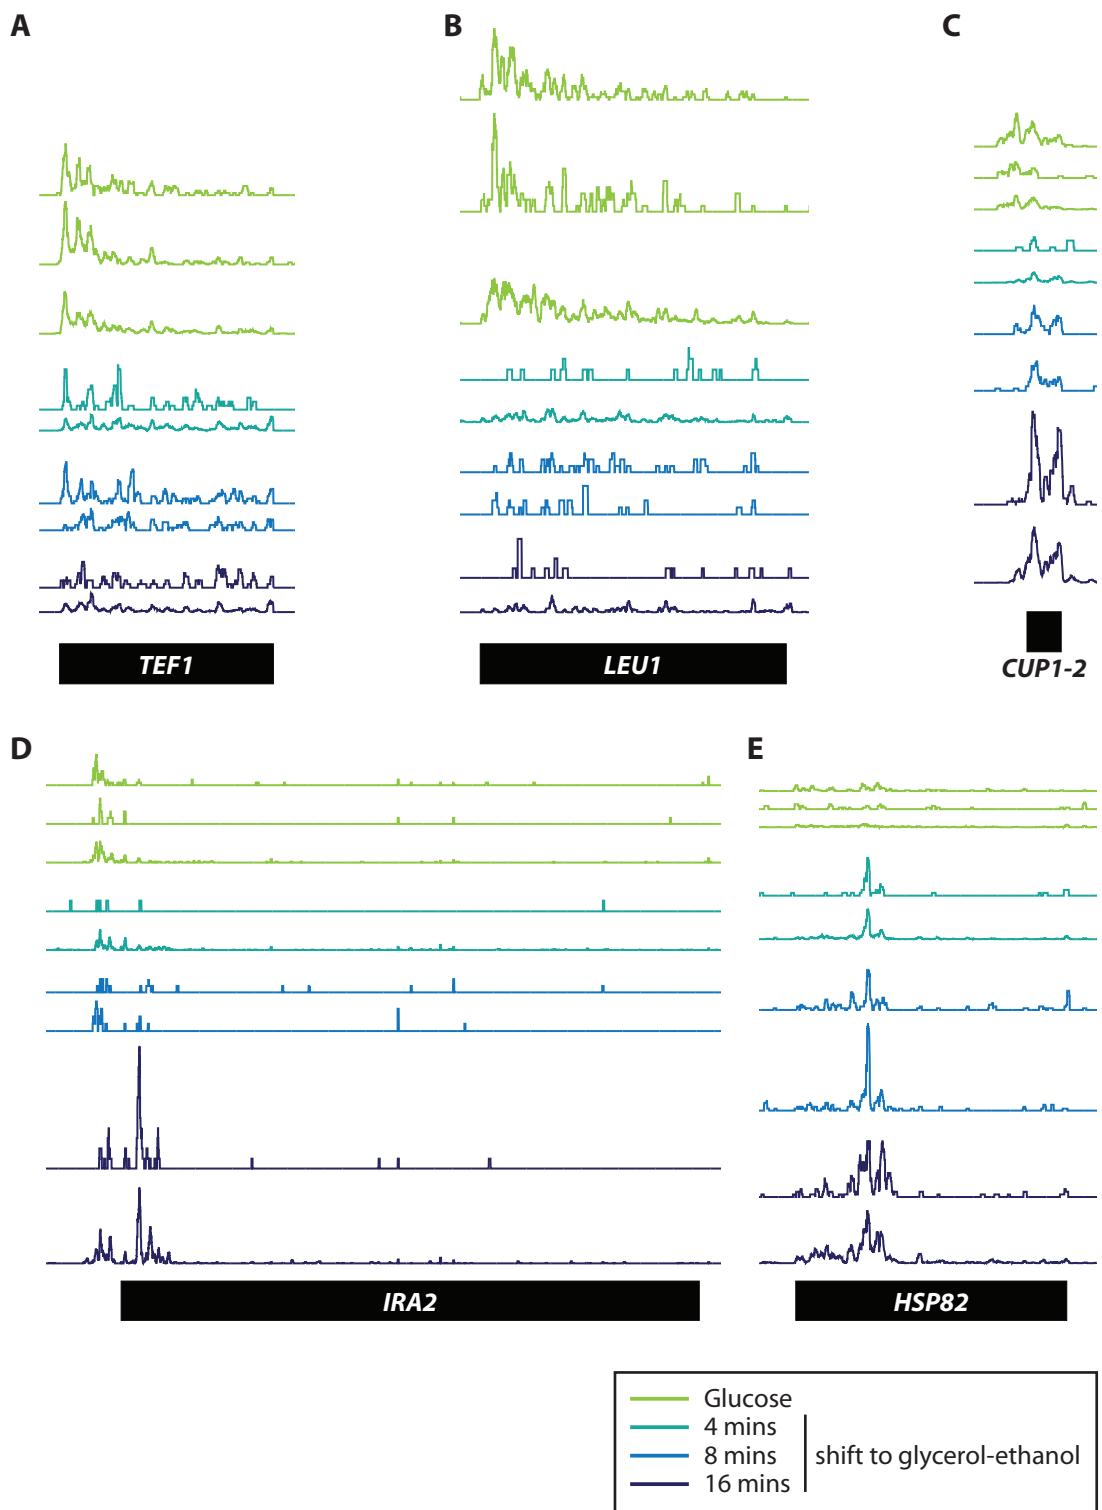 A
B
C
TEF1
LEU1
CUP1-2
D
E
IRA2
HSP82
Glucose
4 mins
8 mins
16 mins
shift to glycerol-ethanol